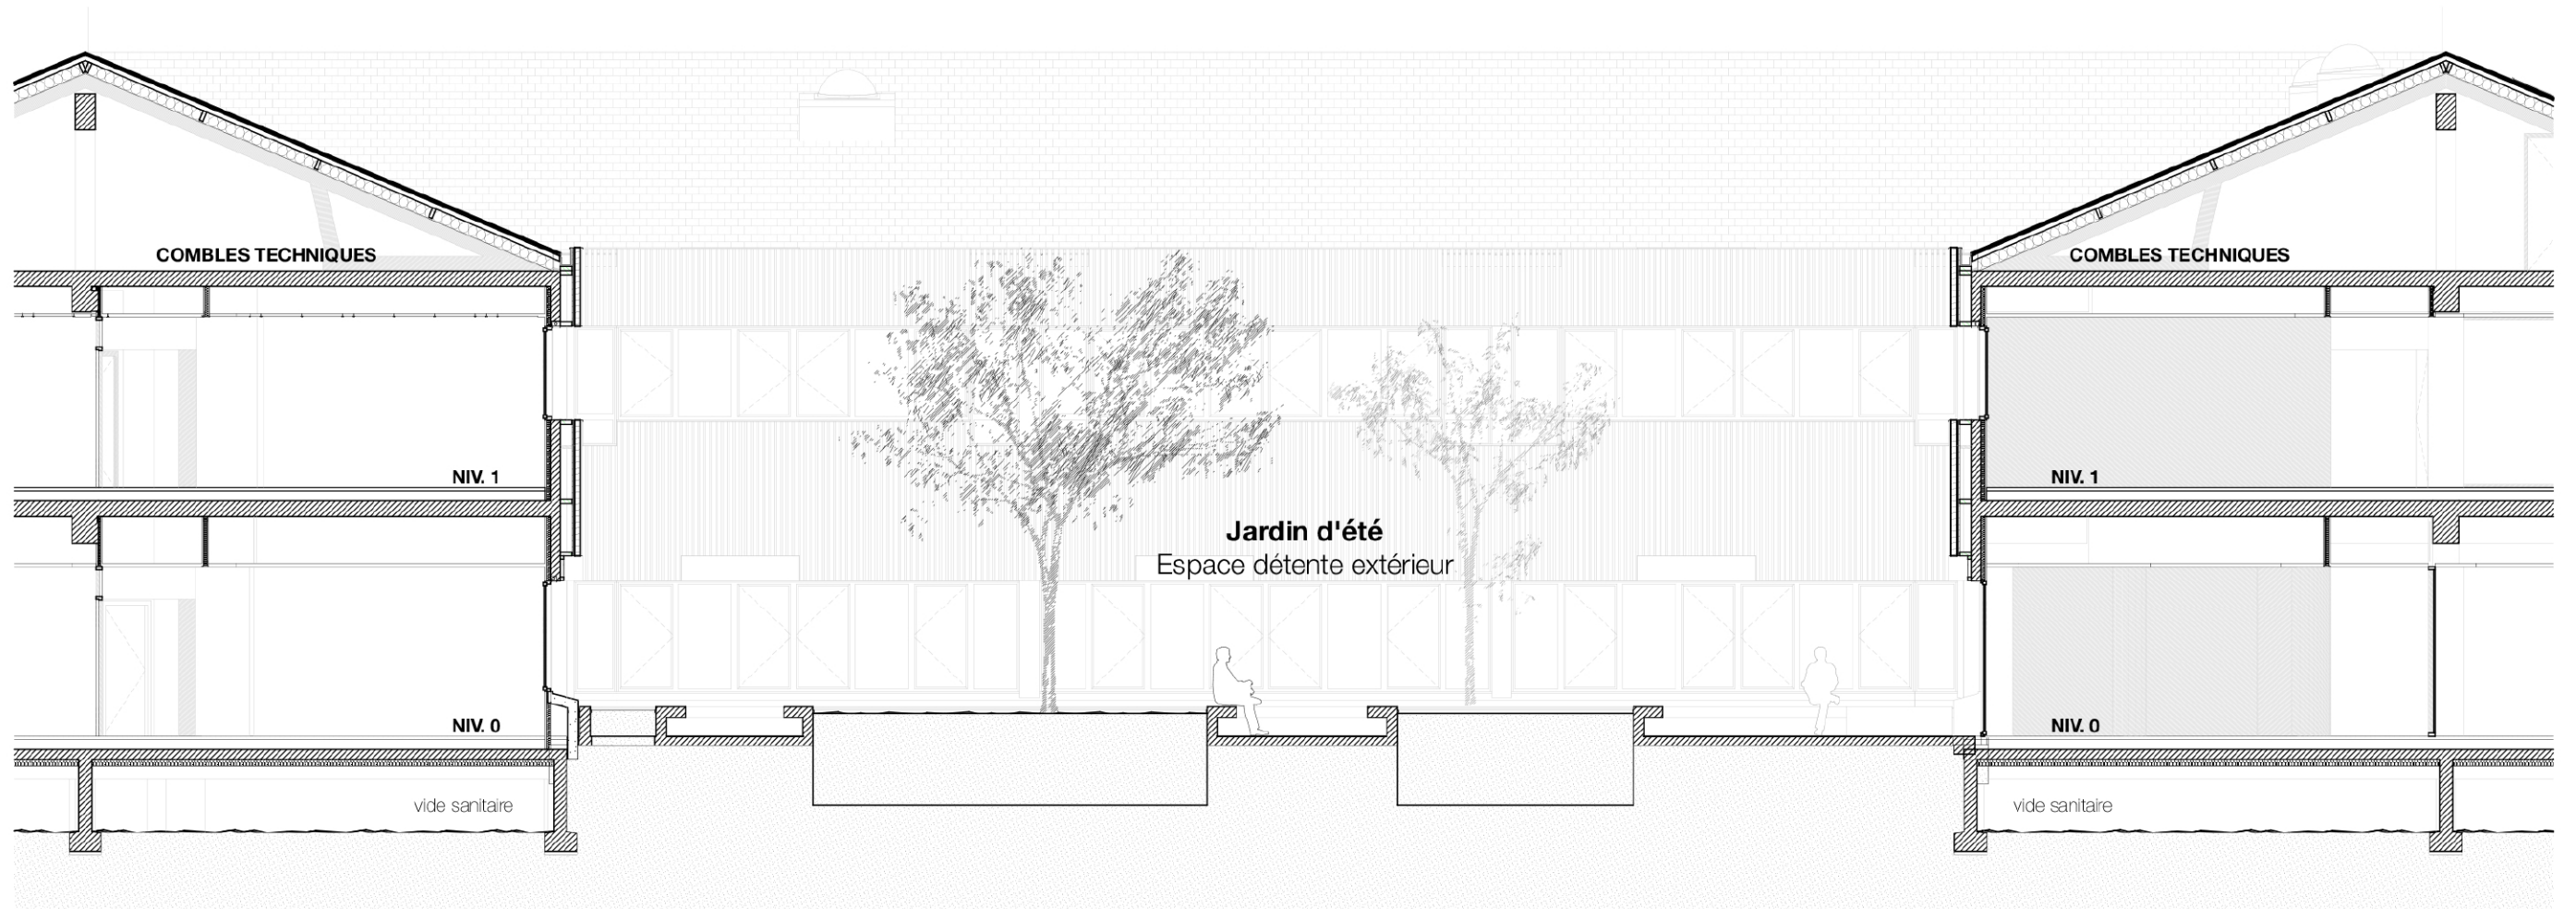 COMBLES TECHNIQUES
COMBLES TECHNIQUES
NIV. 1
NIV. 1
Jardin d'été
Espace détente extérieur
NIV. 0
NIV. 0
vide sanitaire
vide sanitaire